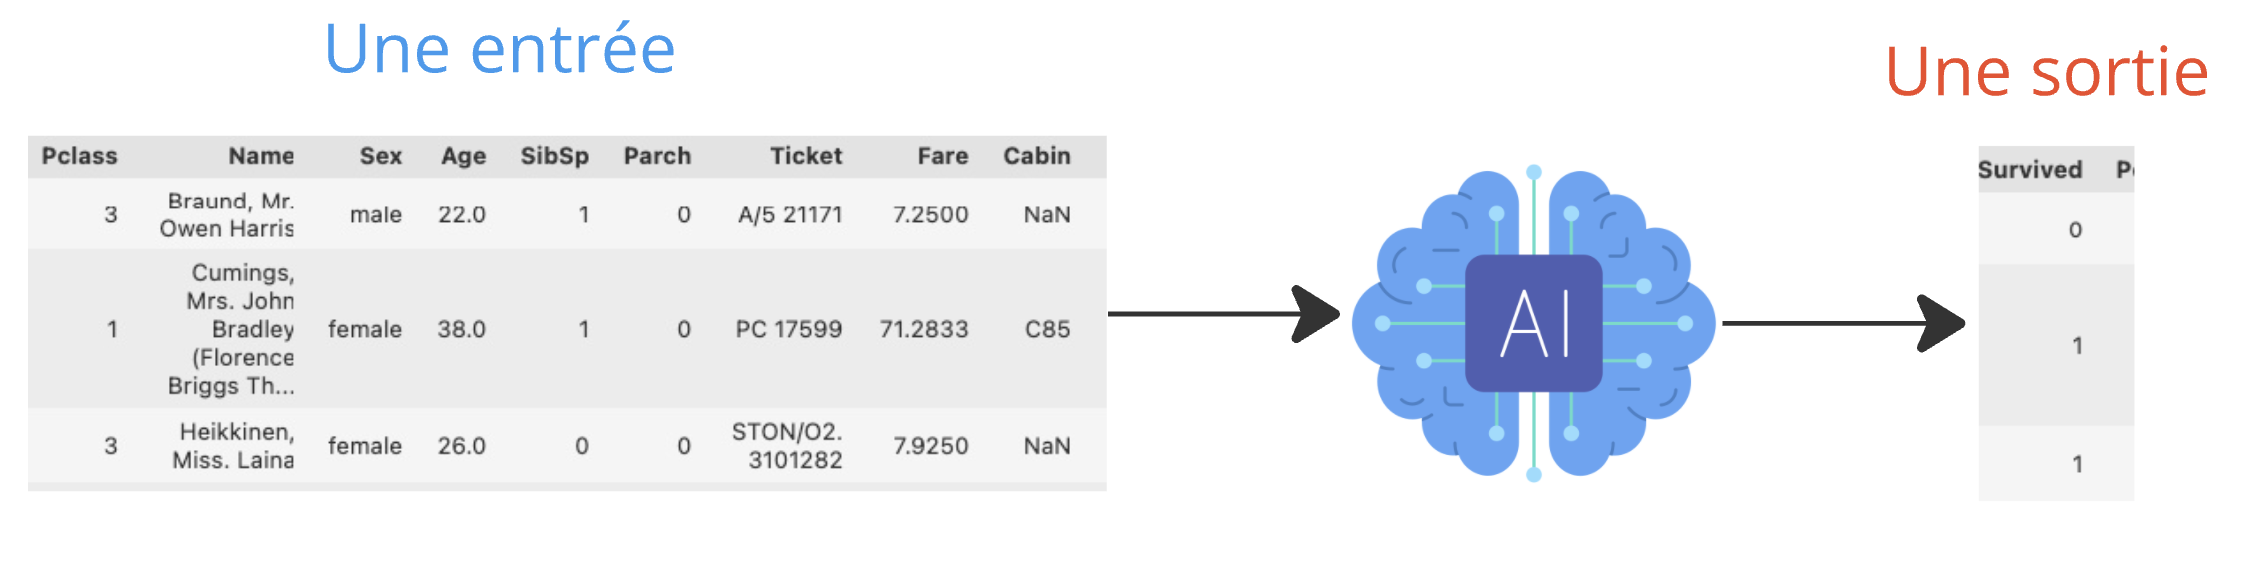 Une entrée
Une sortie
Pclass Name Sex Age SibSp Parch Ticket Fare Cabin
3 Braund, Mr. Owen Harris male 22.0 1 0 A/5 21171 7.2500 NaN
1 Cumings, Mrs. John Bradley (Florence Briggs Th... female 38.0 1 0 PC 17599 71.2833 C85
3 Heikkinen, Miss. Laina female 26.0 0 0 STON/O2. 3101282 7.9250 NaN
AI
Survived
0
1
1